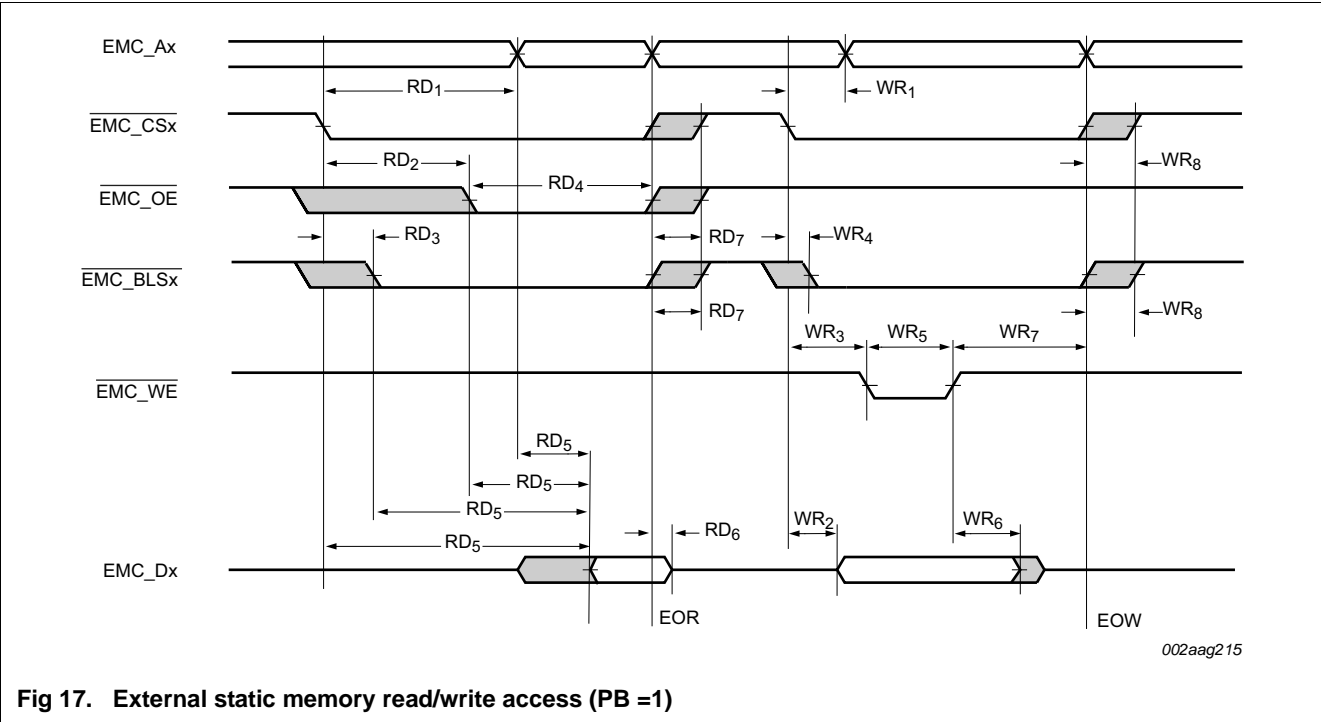 EMC_Ax
RD1
WR1
EMC_CSx
RD2
WR8
RD4
EMC_OE
RD3
RD7
WR4
EMC_BLSx
RD7
WR8
WR3
WR5
WR7
EMC_WE
RD5
RD5
RD5
WR2
WR6
RD6
RD5
EMC_Dx
EOR
EOW
002aag215
Fig 17. External static memory read/write access (PB =1)